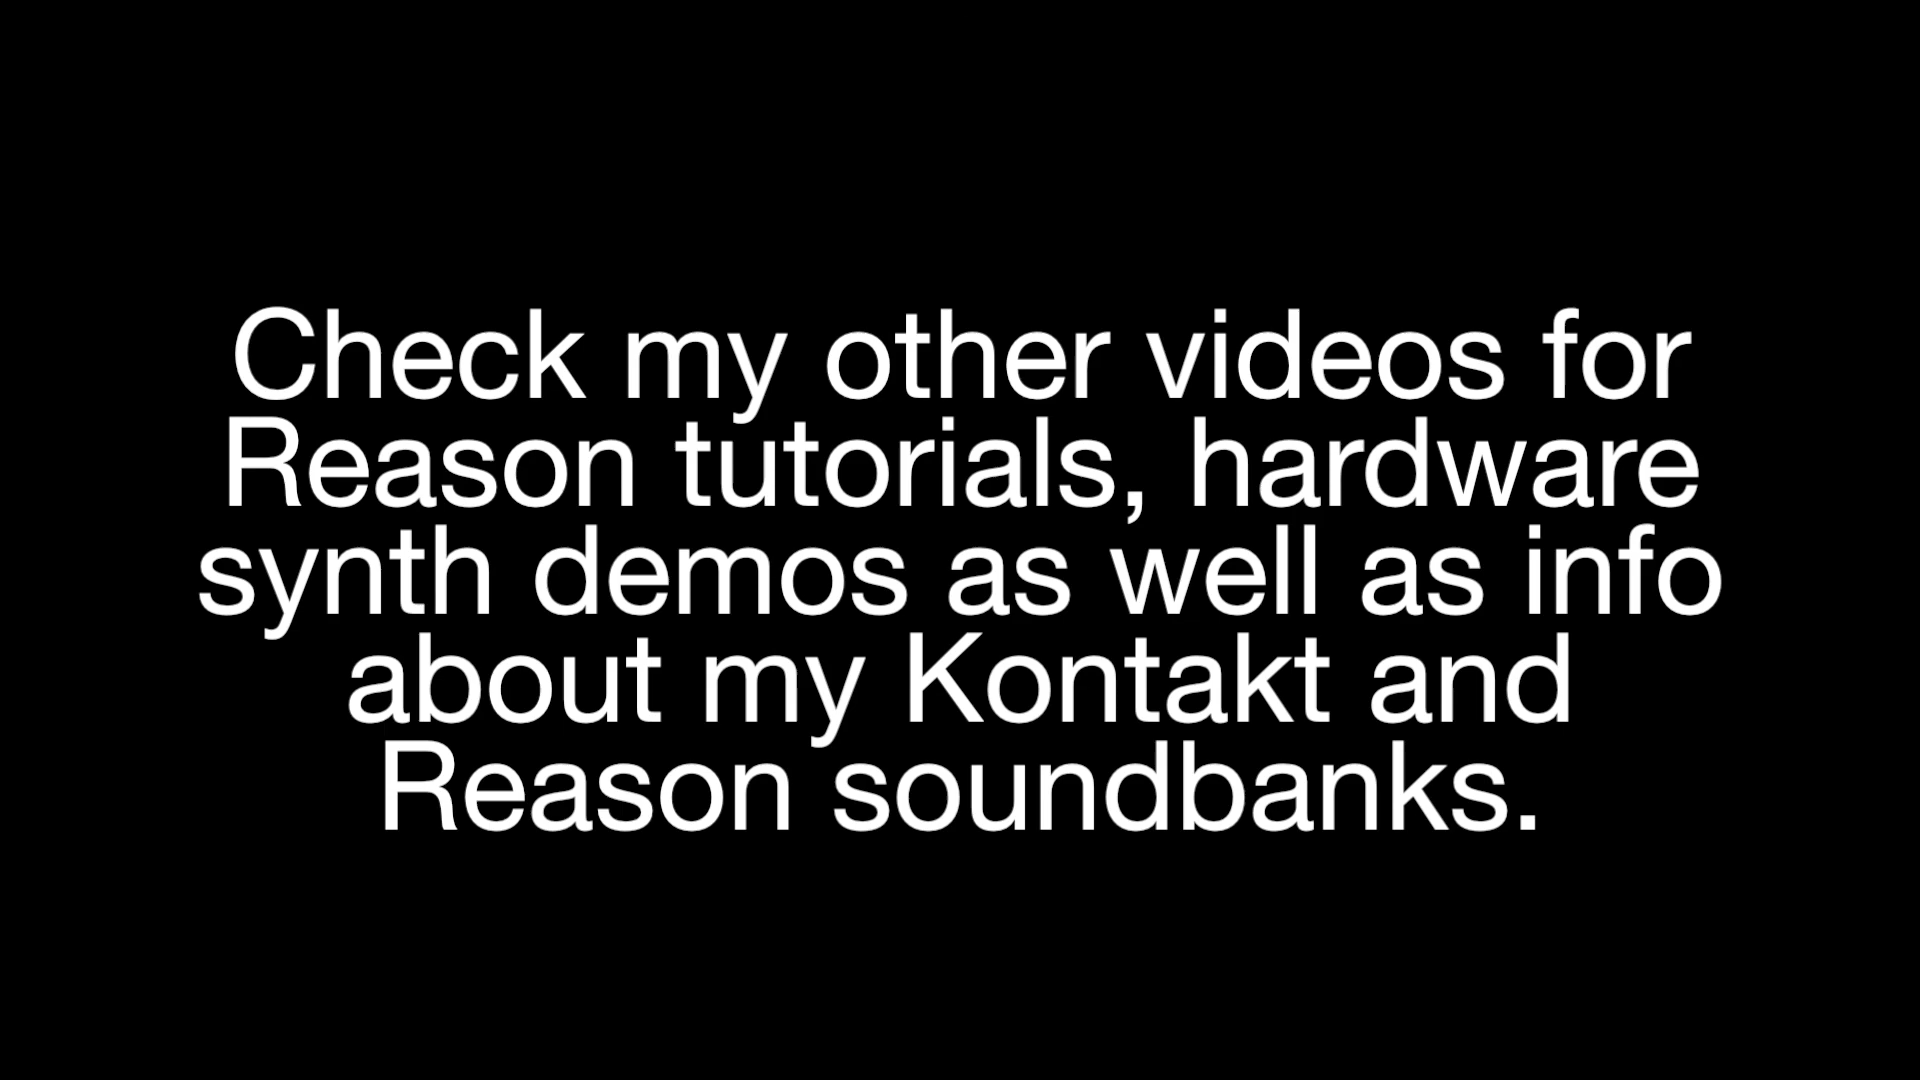 Check my other videos for
Reason tutorials, hardware
synth demos as well as info
about my Kontakt and
Reason soundbanks.